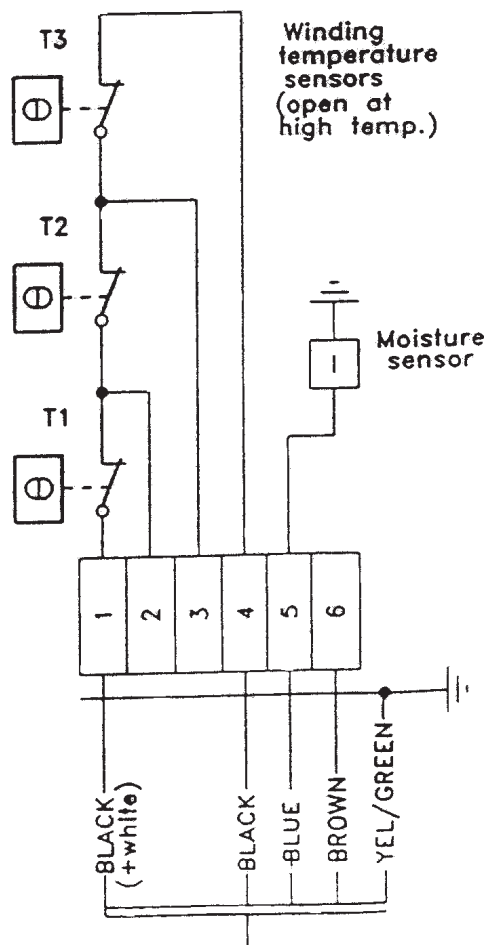 T3
Winding
temperature
sensors
(open at
high temp.)
T2
Moisture
sensor
T1
1
2
3
4
5
6
BLACK
(+white)
BLACK
BLUE
BROWN
YEL/GREEN